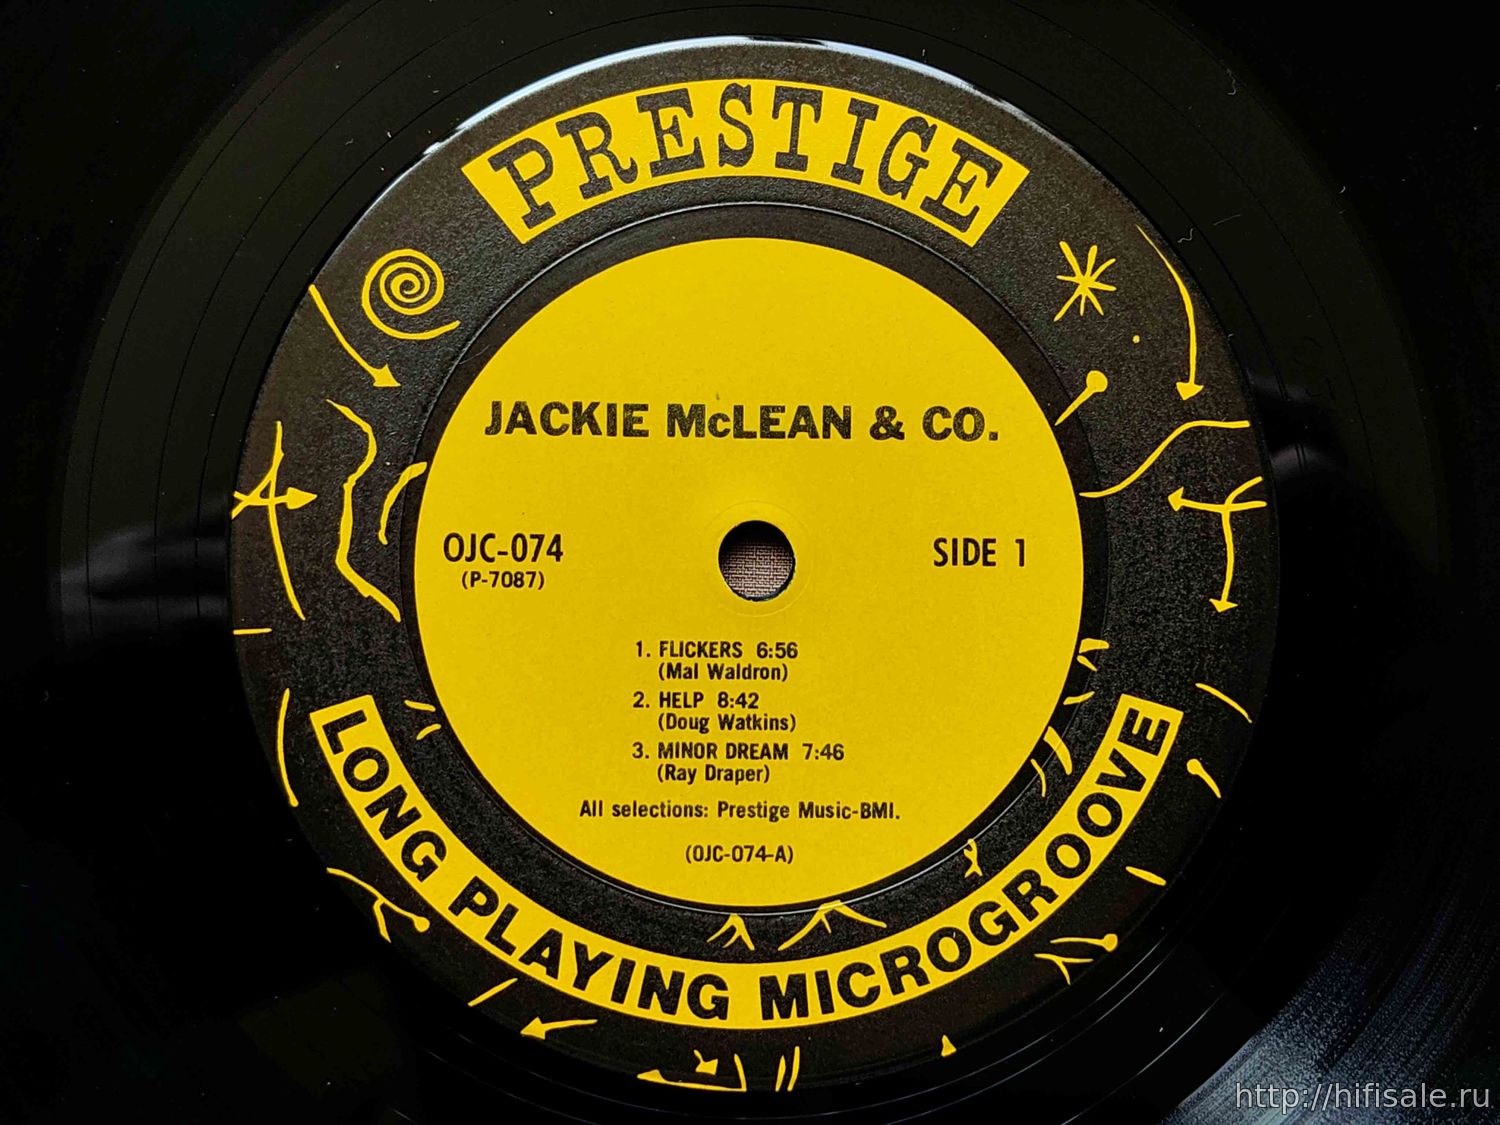 PRESTIGE
JACKIE McLEAN & CO.
OJC-074
(P-7087)
SIDE 1
1. FLICKERS 6:56
(Mal Waldron)
2. HELP 8:42
(Doug Watkins)
3. MINOR DREAM 7:46
(Ray Draper)
All selections: Prestige Music-BMI.
(OJC-074-A)
LONG PLAYING MICROGROOVE
http://hifisale.ru